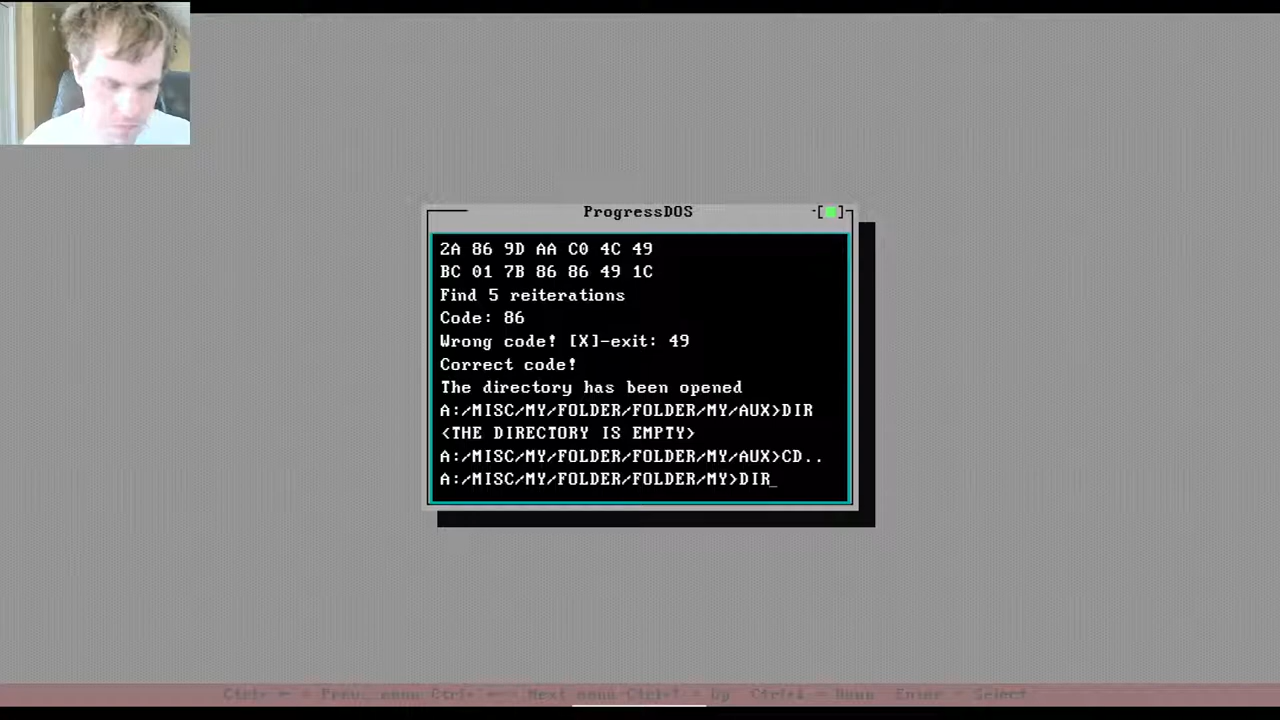 ProgressDOS
[■]
2A 86 9D AA C0 4C 49
BC 01 7B 86 86 49 1C
Find 5 reiterations
Code: 86
Wrong code! [X]-exit: 49
Correct code!
The directory has been opened
A:/MISC/MY/FOLDER/FOLDER/MY/AUX>DIR
<THE DIRECTORY IS EMPTY>
A:/MISC/MY/FOLDER/FOLDER/MY/AUX>CD..
A:/MISC/MY/FOLDER/FOLDER/MY>DIR_
Enter - Select